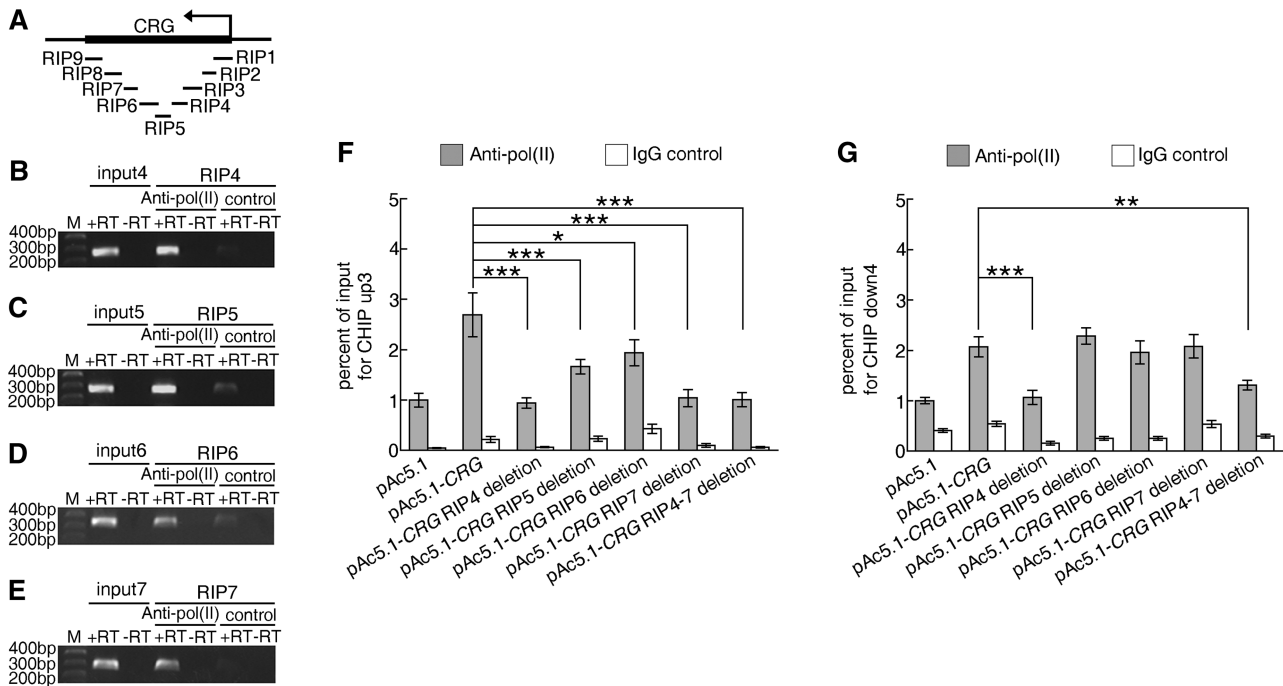 A
CRG
RIP9
RIP1
RIP8
RIP2
RIP7
RIP3
RIP6
RIP4
RIP5
B
input4
RIP4
Anti-pol(II)
control
M +RT -RT +RT -RT +RT -RT
400bp
300bp
200bp
C
input5
RIP5
Anti-pol(II)
control
M +RT -RT +RT -RT +RT -RT
400bp
300bp
200bp
D
input6
RIP6
Anti-pol(II)
control
M +RT -RT +RT -RT +RT -RT
400bp
300bp
200bp
E
input7
RIP7
Anti-pol(II)
control
M +RT -RT +RT -RT +RT -RT
400bp
300bp
200bp
F
Anti-pol(II)
IgG control
percent of input
for CHIP up3
5
4
3
2
1
0
***
***
*
***
***
pAc5.1
pAc5.1-CRG
pAc5.1-CRG RIP4 deletion
pAc5.1-CRG RIP5 deletion
pAc5.1-CRG RIP6 deletion
pAc5.1-CRG RIP7 deletion
pAc5.1-CRG RIP4-7 deletion
G
Anti-pol(II)
IgG control
percent of input
for CHIP down4
5
4
3
2
1
0
**
***
pAc5.1
pAc5.1-CRG
pAc5.1-CRG RIP4 deletion
pAc5.1-CRG RIP5 deletion
pAc5.1-CRG RIP6 deletion
pAc5.1-CRG RIP7 deletion
pAc5.1-CRG RIP4-7 deletion